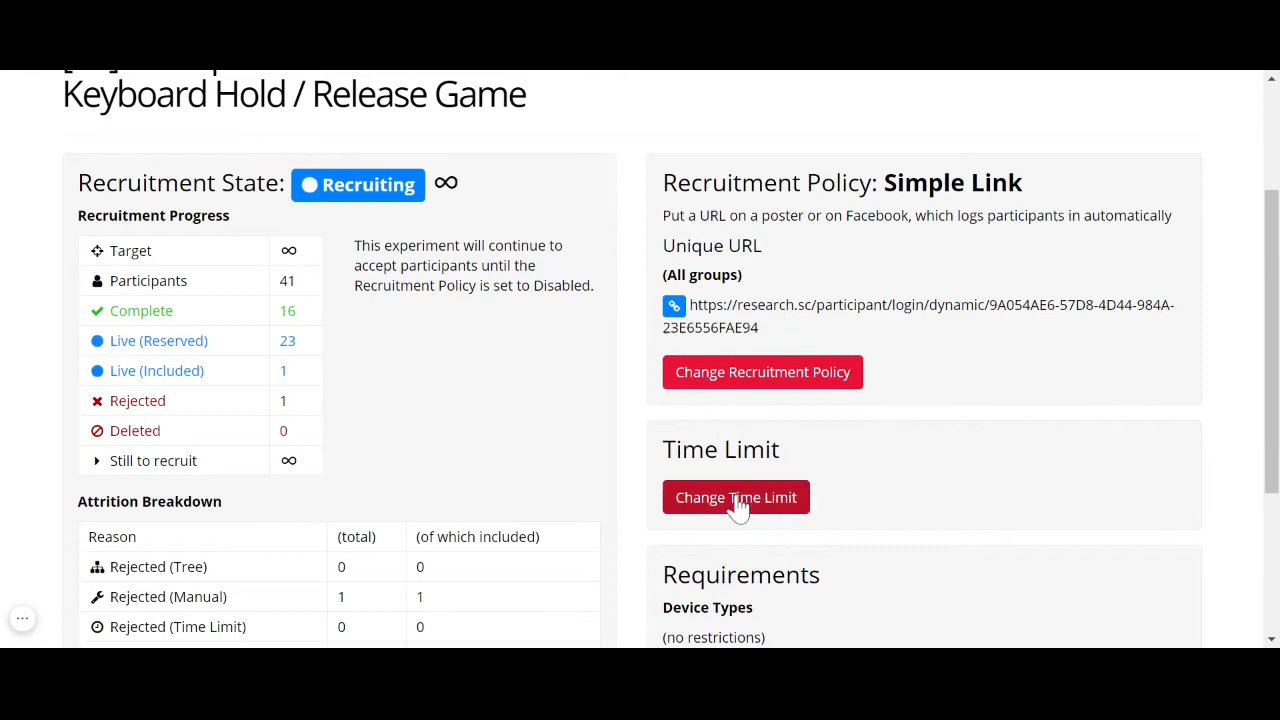 Keyboard Hold / Release Game
Recruitment State: Recruiting ∞
Recruitment Progress
Target ∞
Participants 41
Complete 16
Live (Reserved) 23
Live (Included) 1
Rejected 1
Deleted 0
Still to recruit ∞
This experiment will continue to
accept participants until the
Recruitment Policy is set to Disabled.
Attrition Breakdown
Reason (total) (of which included)
Rejected (Tree) 0 0
Rejected (Manual) 1 1
Rejected (Time Limit) 0 0
Recruitment Policy: Simple Link
Put a URL on a poster or on Facebook, which logs participants in automatically
Unique URL
(All groups)
https://research.sc/participant/login/dynamic/9A054AE6-57D8-4D44-984A-
23E6556FAE94
Change Recruitment Policy
Time Limit
Change Time Limit
Requirements
Device Types
(no restrictions)